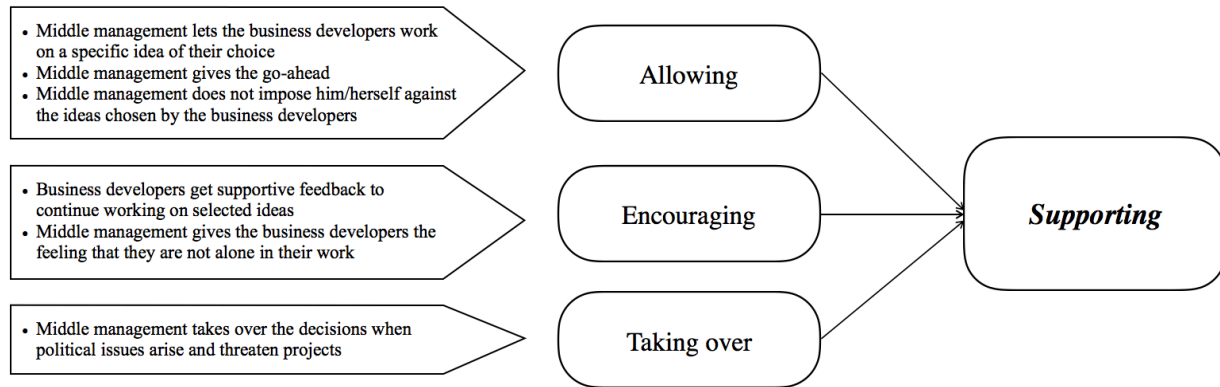 • Middle management lets the business developers work
on a specific idea of their choice
• Middle management gives the go-ahead
• Middle management does not impose him/herself against
the ideas chosen by the business developers
Allowing
• Business developers get supportive feedback to
continue working on selected ideas
• Middle management gives the business developers the
feeling that they are not alone in their work
Encouraging
Supporting
• Middle management takes over the decisions when
political issues arise and threaten projects
Taking over